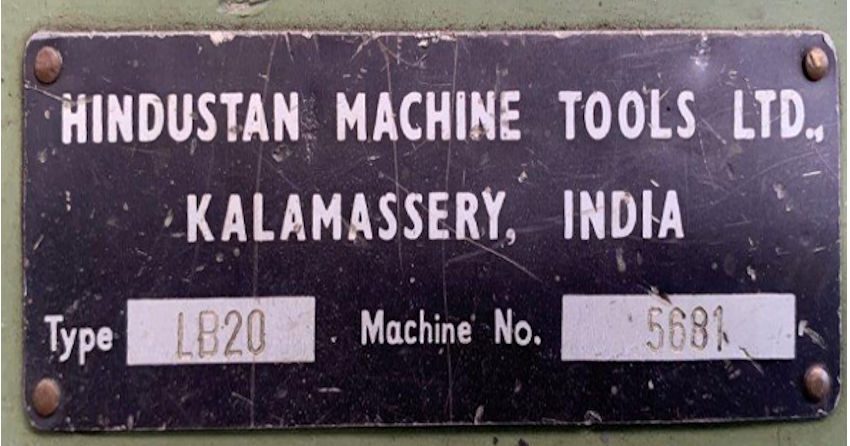 HINDUSTAN MACHINE TOOLS LTD.,
KALAMASSERY, INDIA
Type LB20 Machine No. 5681